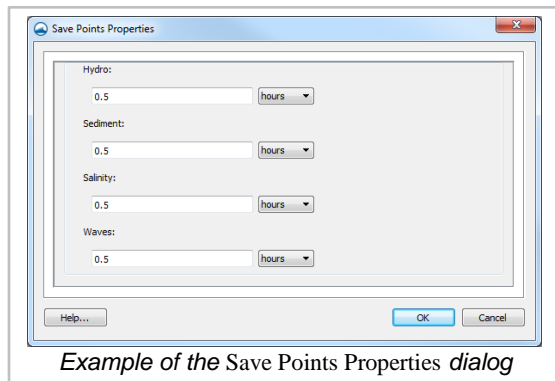 Save Points Properties
Hydro:
0.5 hours
Sediment:
0.5 hours
Salinity:
0.5 hours
Waves:
0.5 hours
Help... OK Cancel
Example of the Save Points Properties dialog